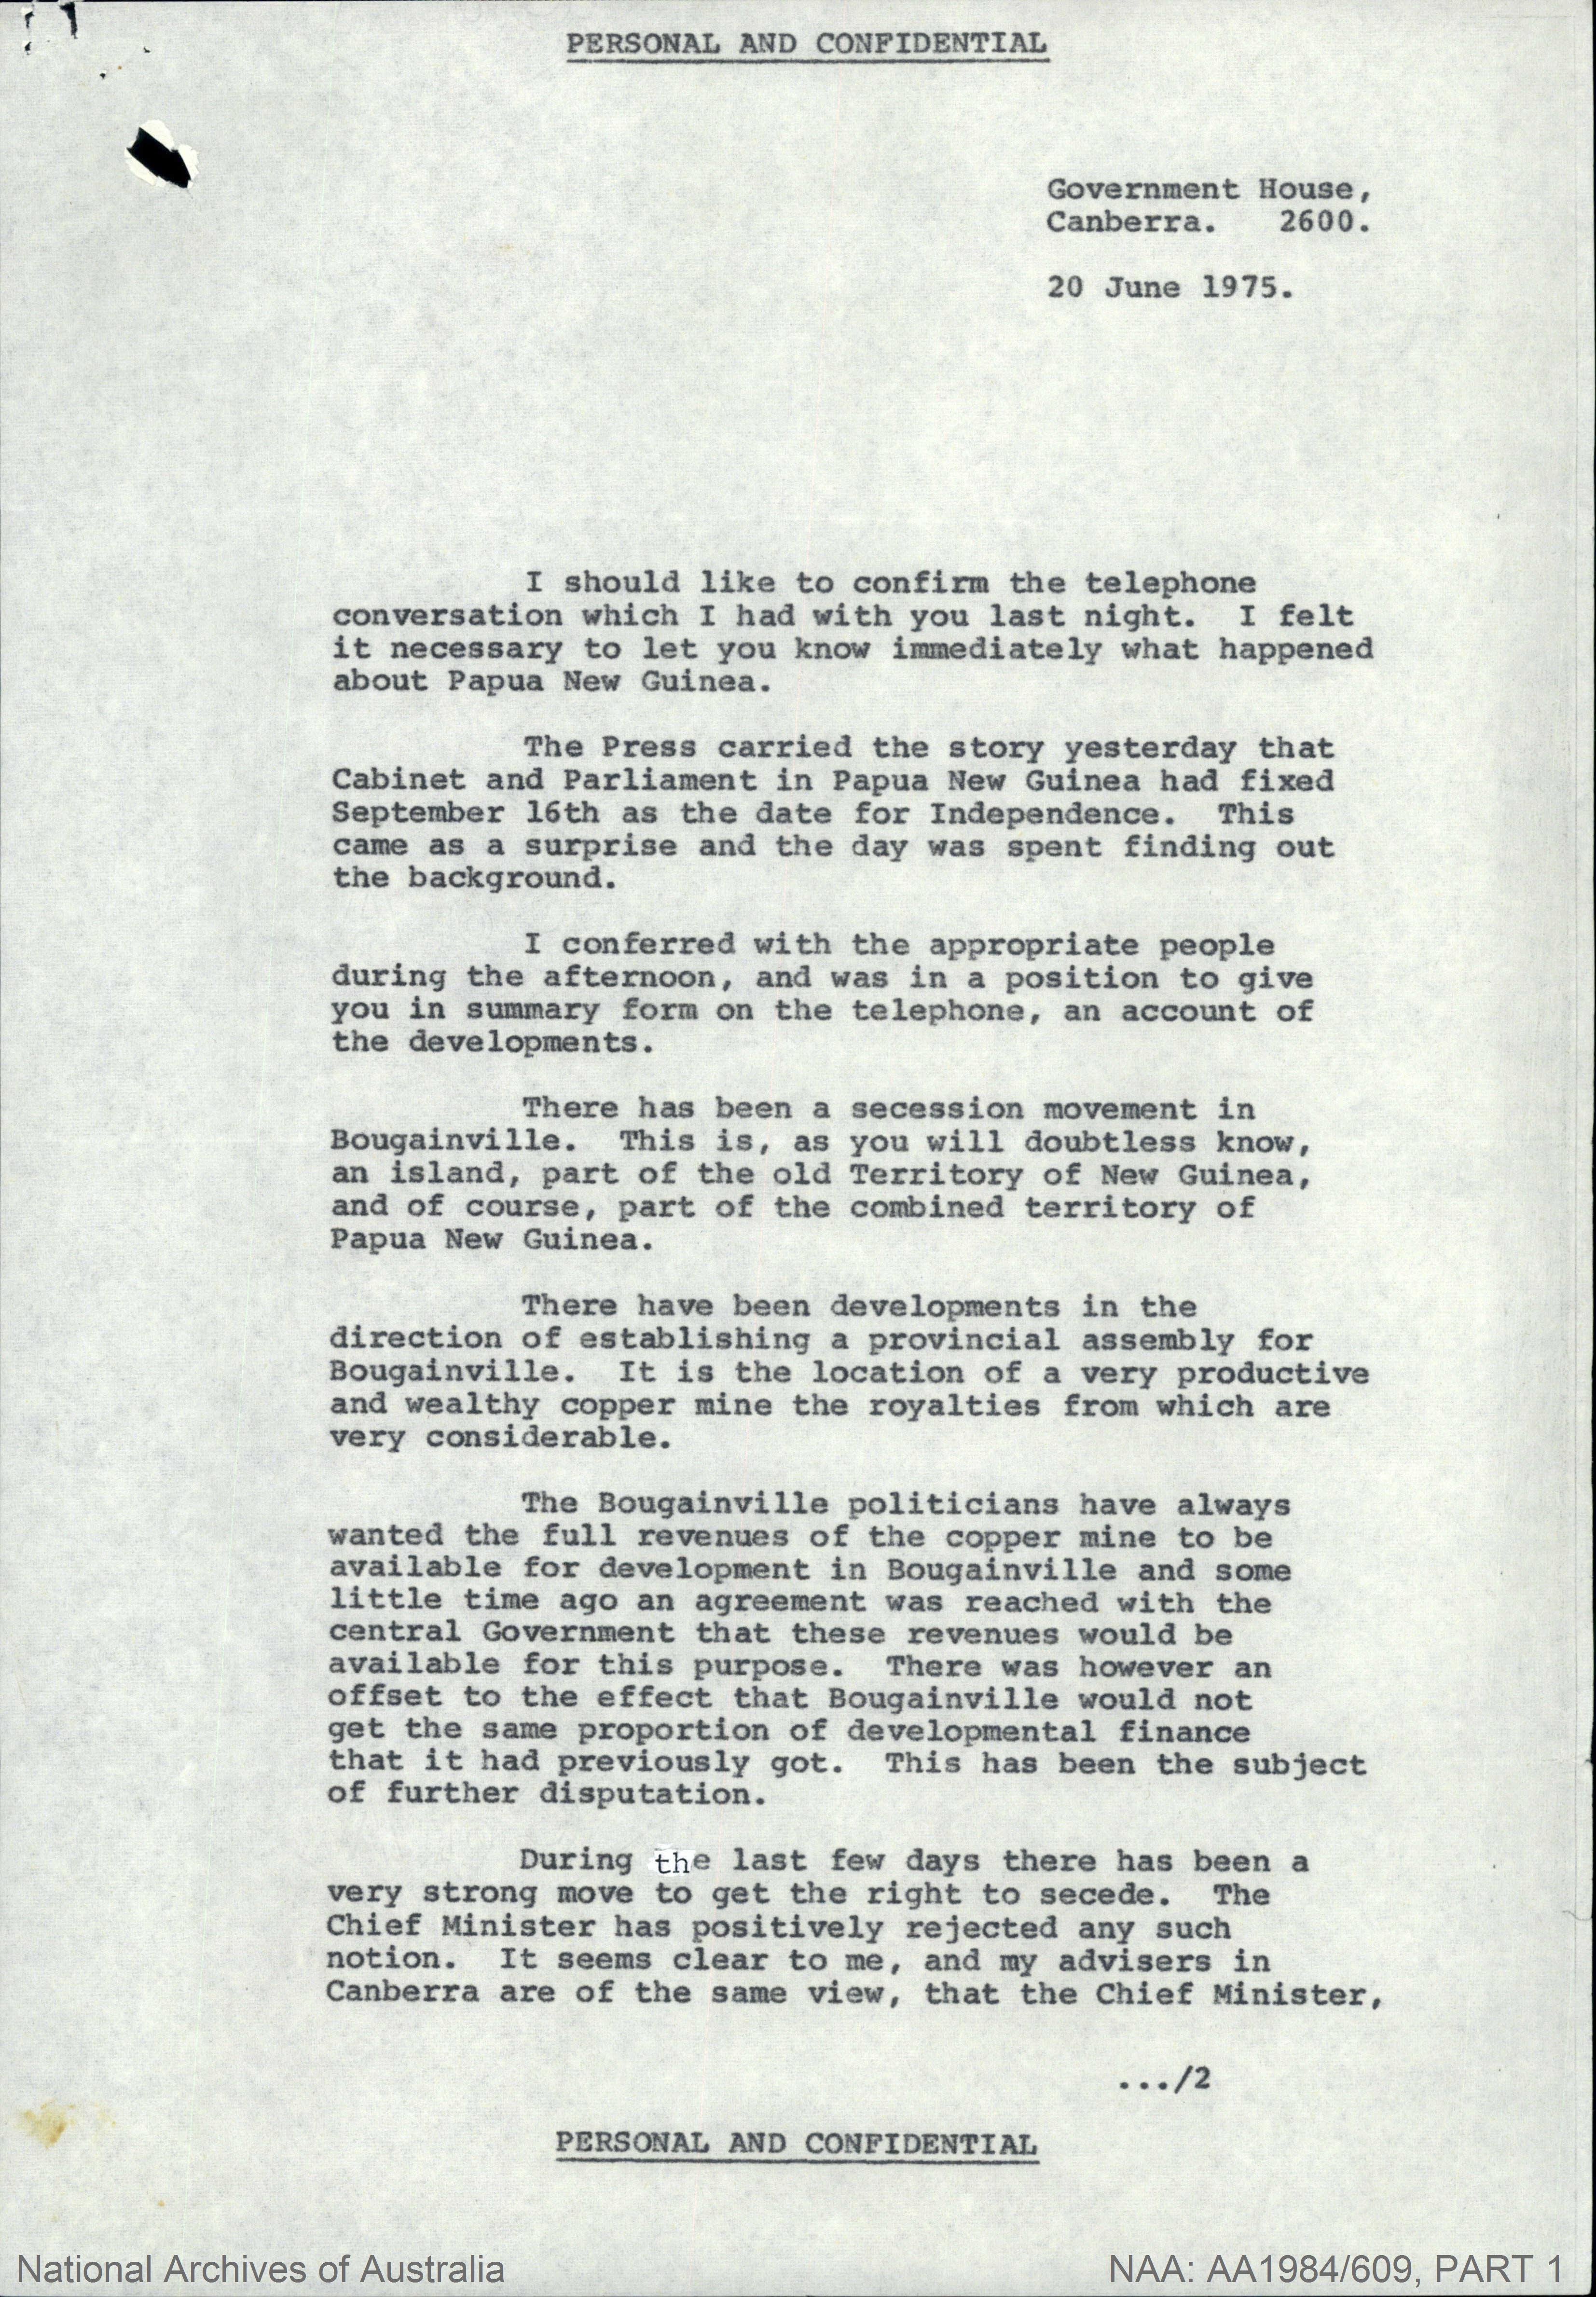 PERSONAL AND CONFIDENTIAL
Government House,
Canberra. 2600.
20 June 1975.
I should like to confirm the telephone
conversation which I had with you last night. I felt
it necessary to let you know immediately what happened
about Papua New Guinea.
The Press carried the story yesterday that
Cabinet and Parliament in Papua New Guinea had fixed
September 16th as the date for Independence. This
came as a surprise and the day was spent finding out
the background.
I conferred with the appropriate people
during the afternoon, and was in a position to give
you in summary form on the telephone, an account of
the developments.
There has been a secession movement in
Bougainville. This is, as you will doubtless know,
an island, part of the old Territory of New Guinea,
and of course, part of the combined territory of
Papua New Guinea.
There have been developments in the
direction of establishing a provincial assembly for
Bougainville. It is the location of a very productive
and wealthy copper mine the royalties from which are
very considerable.
The Bougainville politicians have always
wanted the full revenues of the copper mine to be
available for development in Bougainville and some
little time ago an agreement was reached with the
central Government that these revenues would be
available for this purpose. There was however an
offset to the effect that Bougainville would not
get the same proportion of developmental finance
that it had previously got. This has been the subject
of further disputation.
During the last few days there has been a
very strong move to get the right to secede. The
Chief Minister has positively rejected any such
notion. It seems clear to me, and my advisers in
Canberra are of the same view, that the Chief Minister,
.../2
PERSONAL AND CONFIDENTIAL
National Archives of Australia
NAA: AA1984/609, PART 1